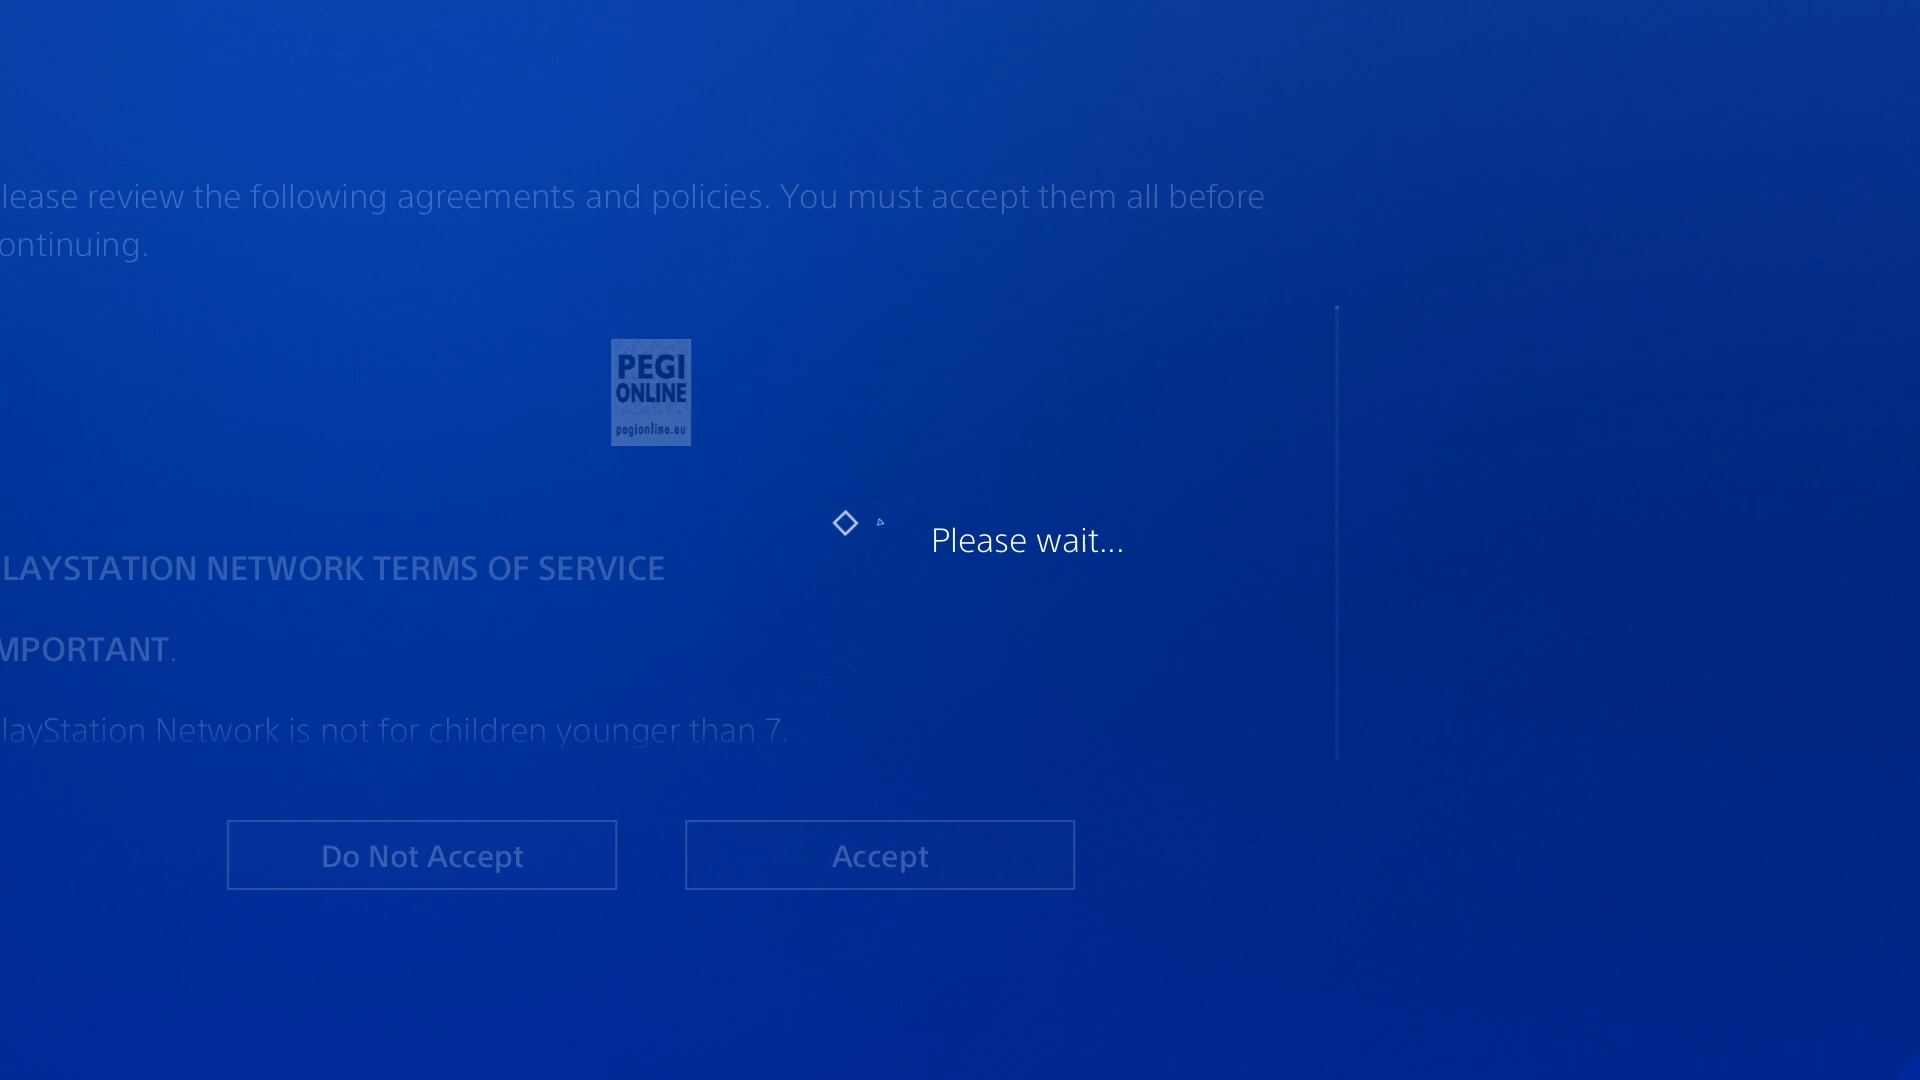 lease review the following agreements and policies. You must accept them all before
ontinuing.
PEGI
ONLINE
pegionline.eu
Please wait...
LAYSTATION NETWORK TERMS OF SERVICE
MPORTANT.
layStation Network is not for children younger than 7.
Do Not Accept
Accept